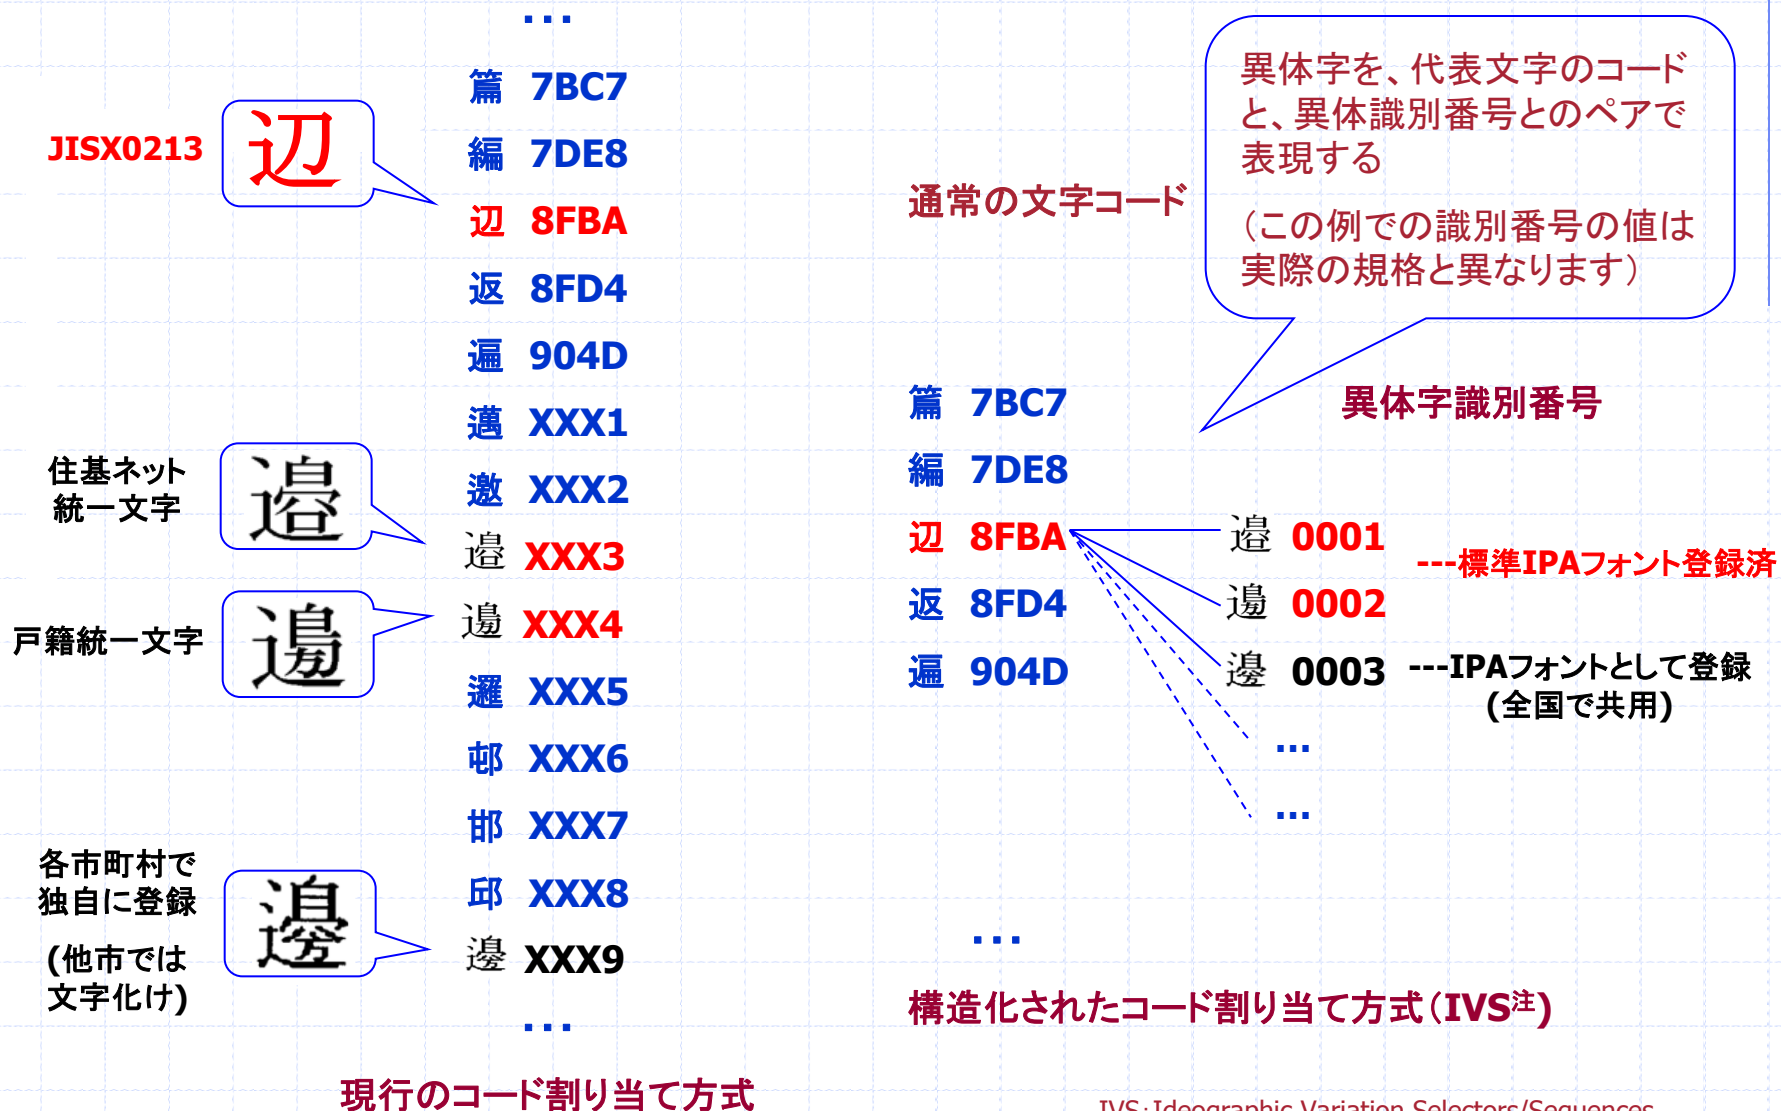 ...
篇 7BC7
編 7DE8
辺 8FBA
返 8FD4
遍 904D
邁 XXX1
邀 XXX2
XXX3
XXX4
邏 XXX5
邨 XXX6
邯 XXX7
邱 XXX8
邊 XXX9
...
JISX0213
辺
住基ネット
統一文字
戸籍統一文字
各市町村で
独自に登録
(他市では
文字化け)
邊
現行のコード割り当て方式
通常の文字コード
異体字を、代表文字のコード
と、異体識別番号とのペアで
表現する
(この例での識別番号の値は
実際の規格と異なります)
異体字識別番号
篇 7BC7
編 7DE8
辺 8FBA
返 8FD4
遍 904D
0001
0002
邊 0003
---標準IPAフォント登録済
---IPAフォントとして登録
(全国で共用)
...
...
...
構造化されたコード割り当て方式(IVS注)
IVS:Ideographic Variation Selectors/Sequences